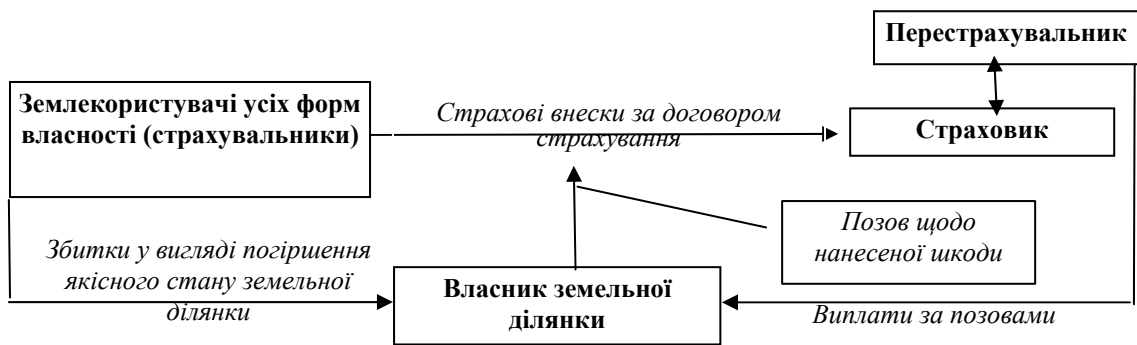 Перестрахувальник
Землекористувачі усіх форм
власності (страхувальники)
Страхові внески за договором
страхування
Страховик
Позов щодо
нанесеної шкоди
Збитки у вигляді погіршення
якісного стану земельної
ділянки
Власник земельної
ділянки
Виплати за позовами